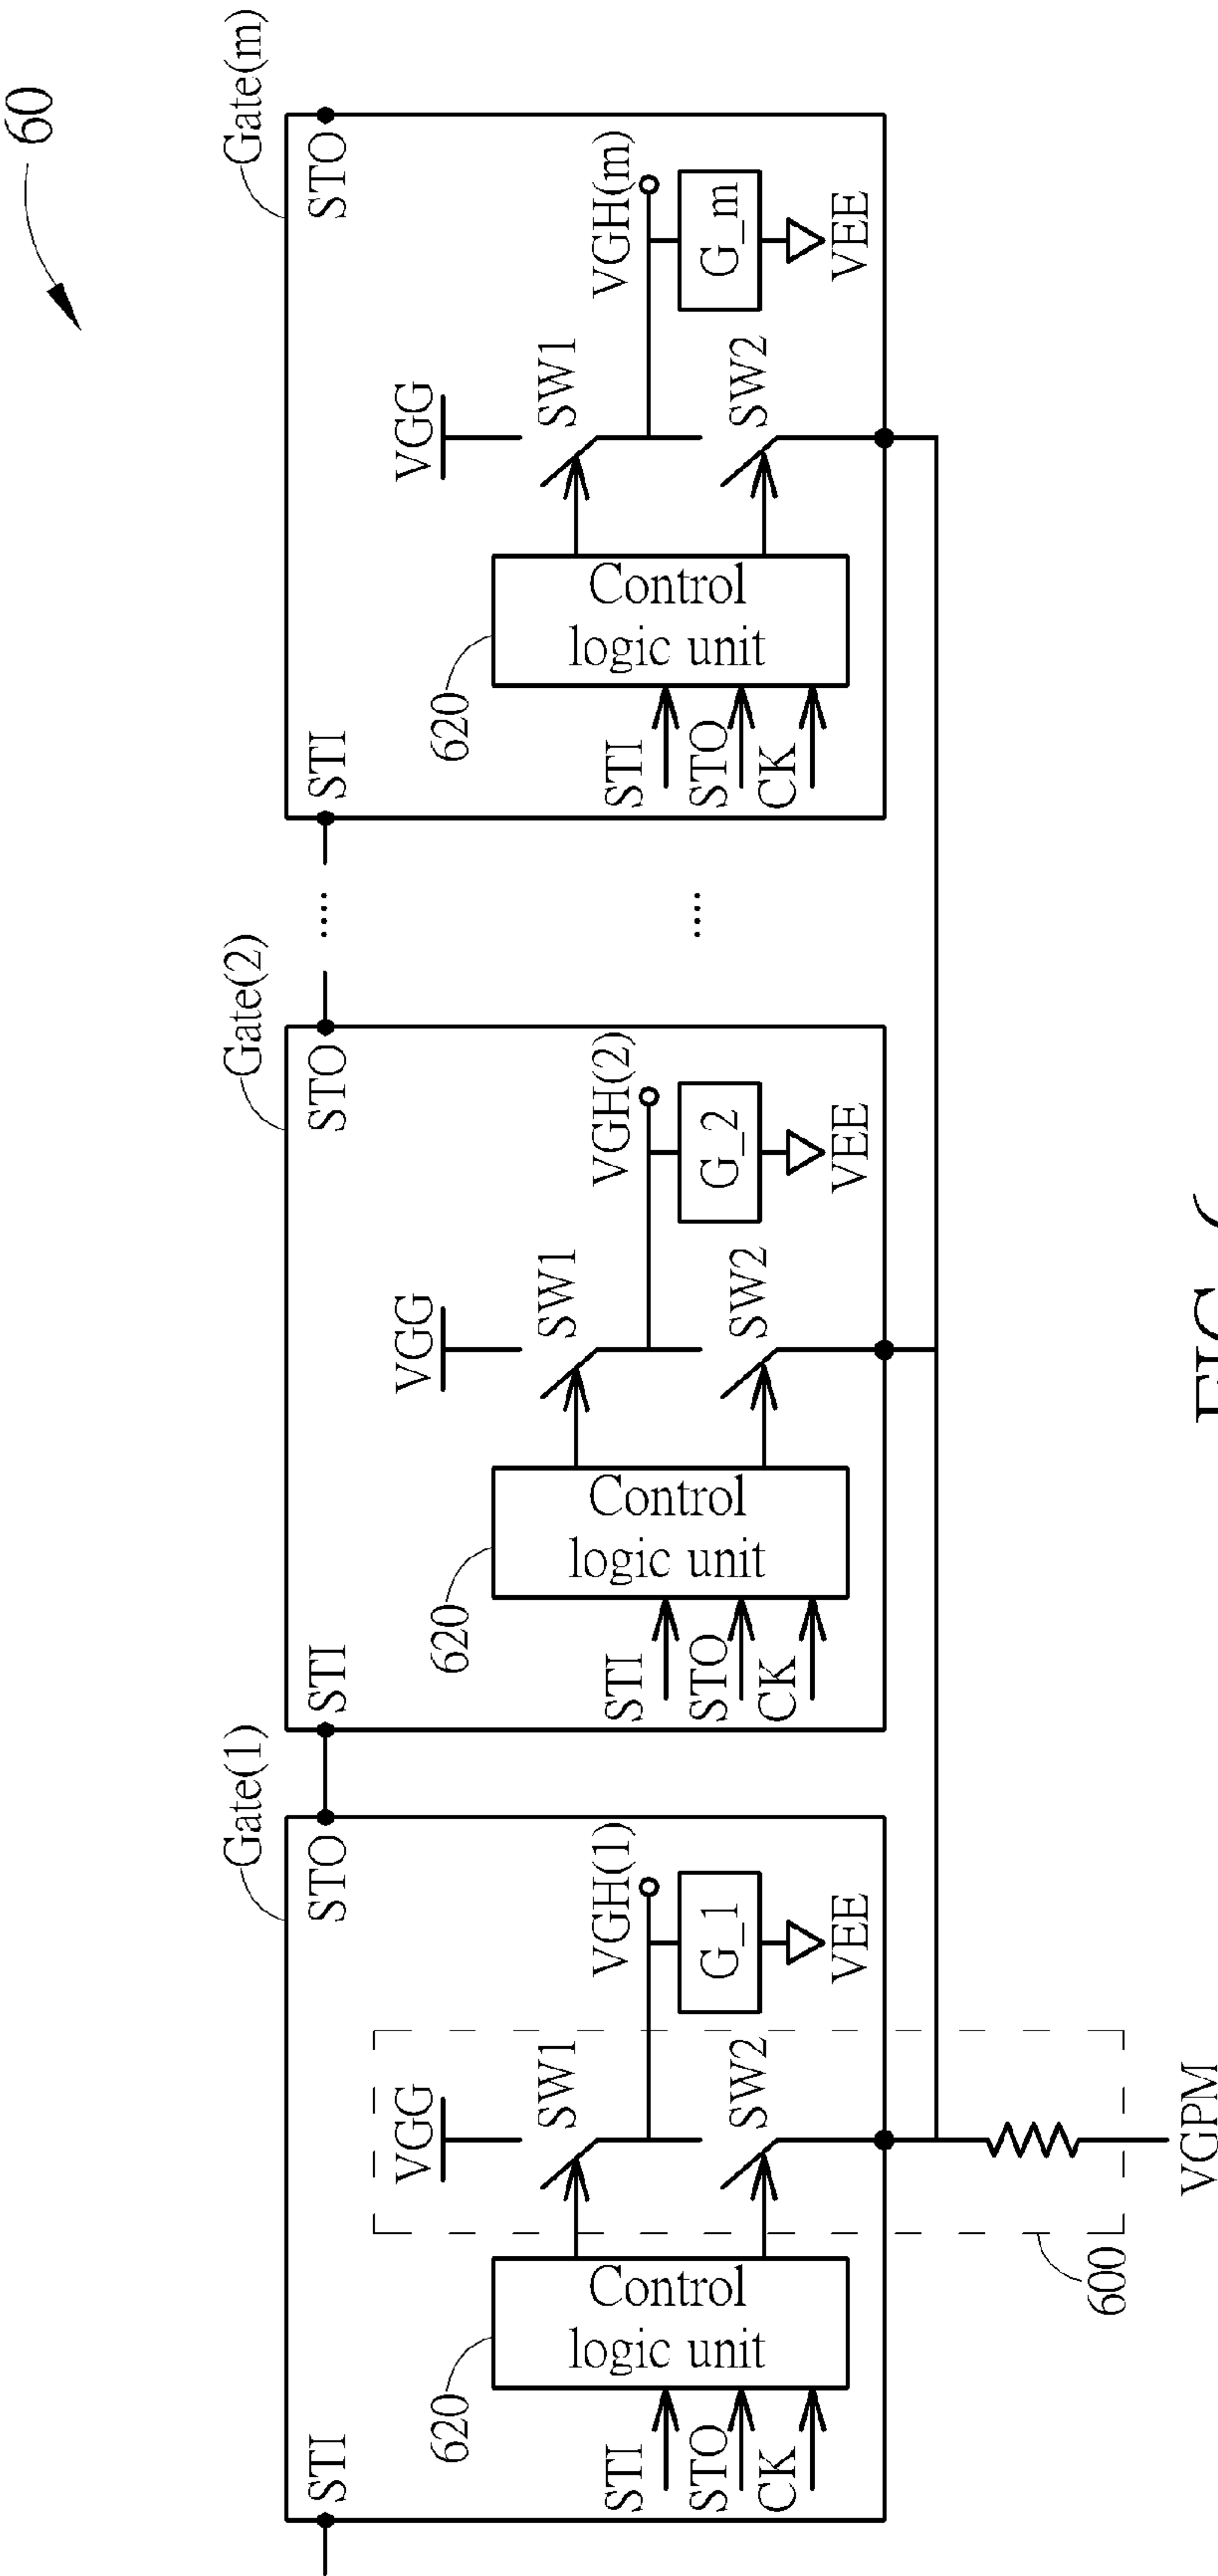 60
Gate(1)
STI
STO
VGG
SW1
VGH(1)
620
Control
logic unit
STI
STO
CK
SW2
G_1
VEE
600
VGPM
Gate(2)
STI
STO
VGG
SW1
VGH(2)
620
Control
logic unit
STI
STO
CK
SW2
G_2
VEE
....
....
Gate(m)
STI
STO
VGG
SW1
VGH(m)
620
Control
logic unit
STI
STO
CK
SW2
G_m
VEE